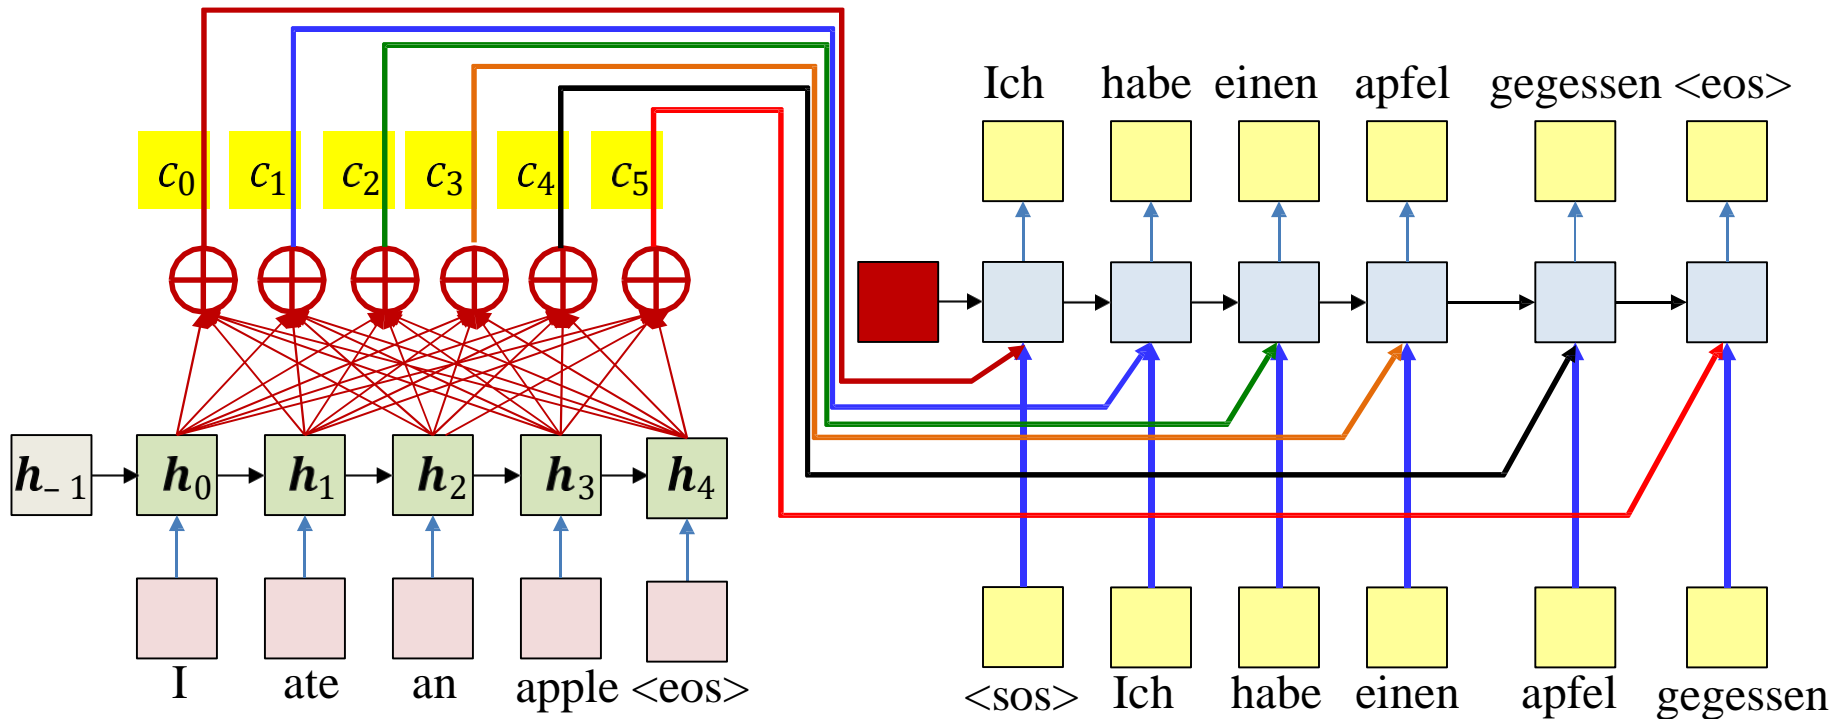 Ich habe einen apfel gegessen <eos>
c₀ c₁ c₂ c₃ c₄ c₅
h₋₁ h₀ h₁ h₂ h₃ h₄
I ate an apple <eos>
<sos> Ich habe einen apfel gegessen